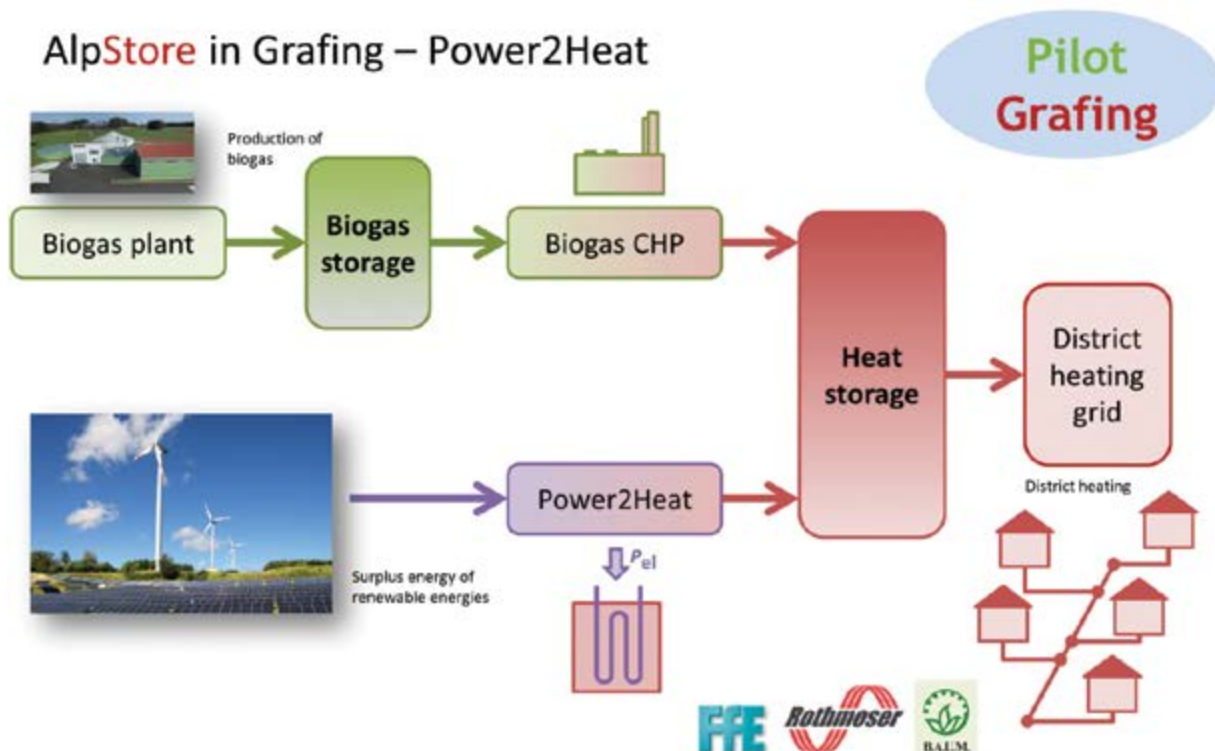 AlpStore in Grafing – Power2Heat
Pilot
Grafing
Production of
biogas
Biogas plant
Biogas
storage
Biogas CHP
Heat
storage
District
heating
grid
Power2Heat
District heating
Surplus energy of
renewable energies
Pel
FfE
Rothmoser
B.A.U.M.